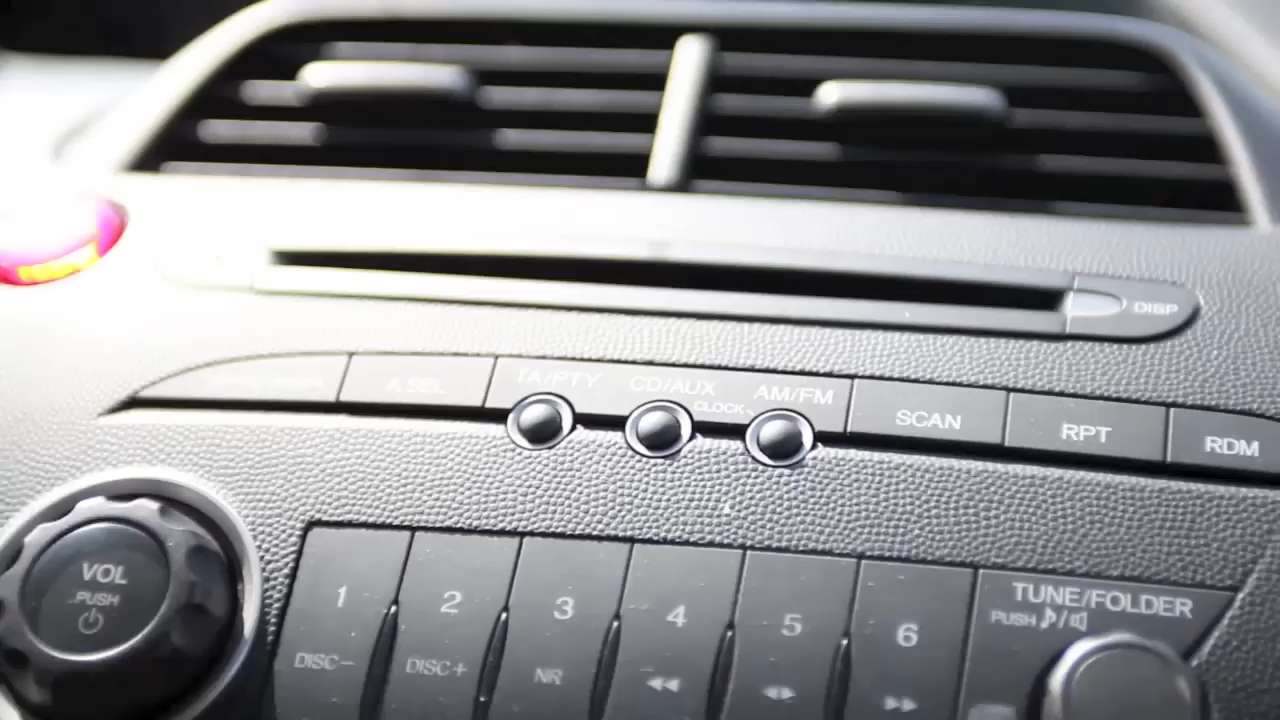 DISP
A.SEL
TA/PTY
CD/AUX
CLOCK
AM/FM
SCAN
RPT
RDM
VOL
PUSH
1
DISC-
2
DISC+
3
NR
4
5
6
TUNE/FOLDER
PUSH